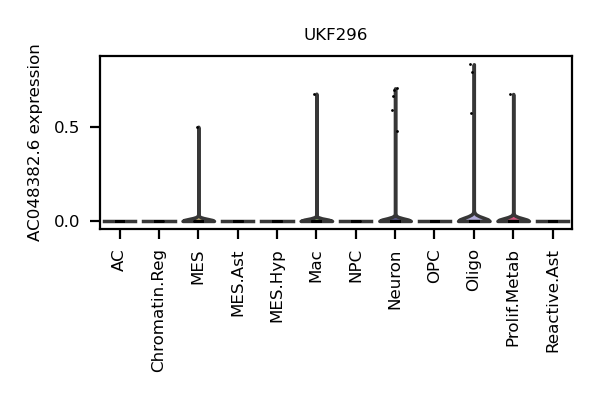 UKF296
AC048382.6 expression
0.5
0.0
AC
Chromatin.Reg
MES
MES.Ast
MES.Hyp
Mac
NPC
Neuron
OPC
Oligo
Prolif.Metab
Reactive.Ast